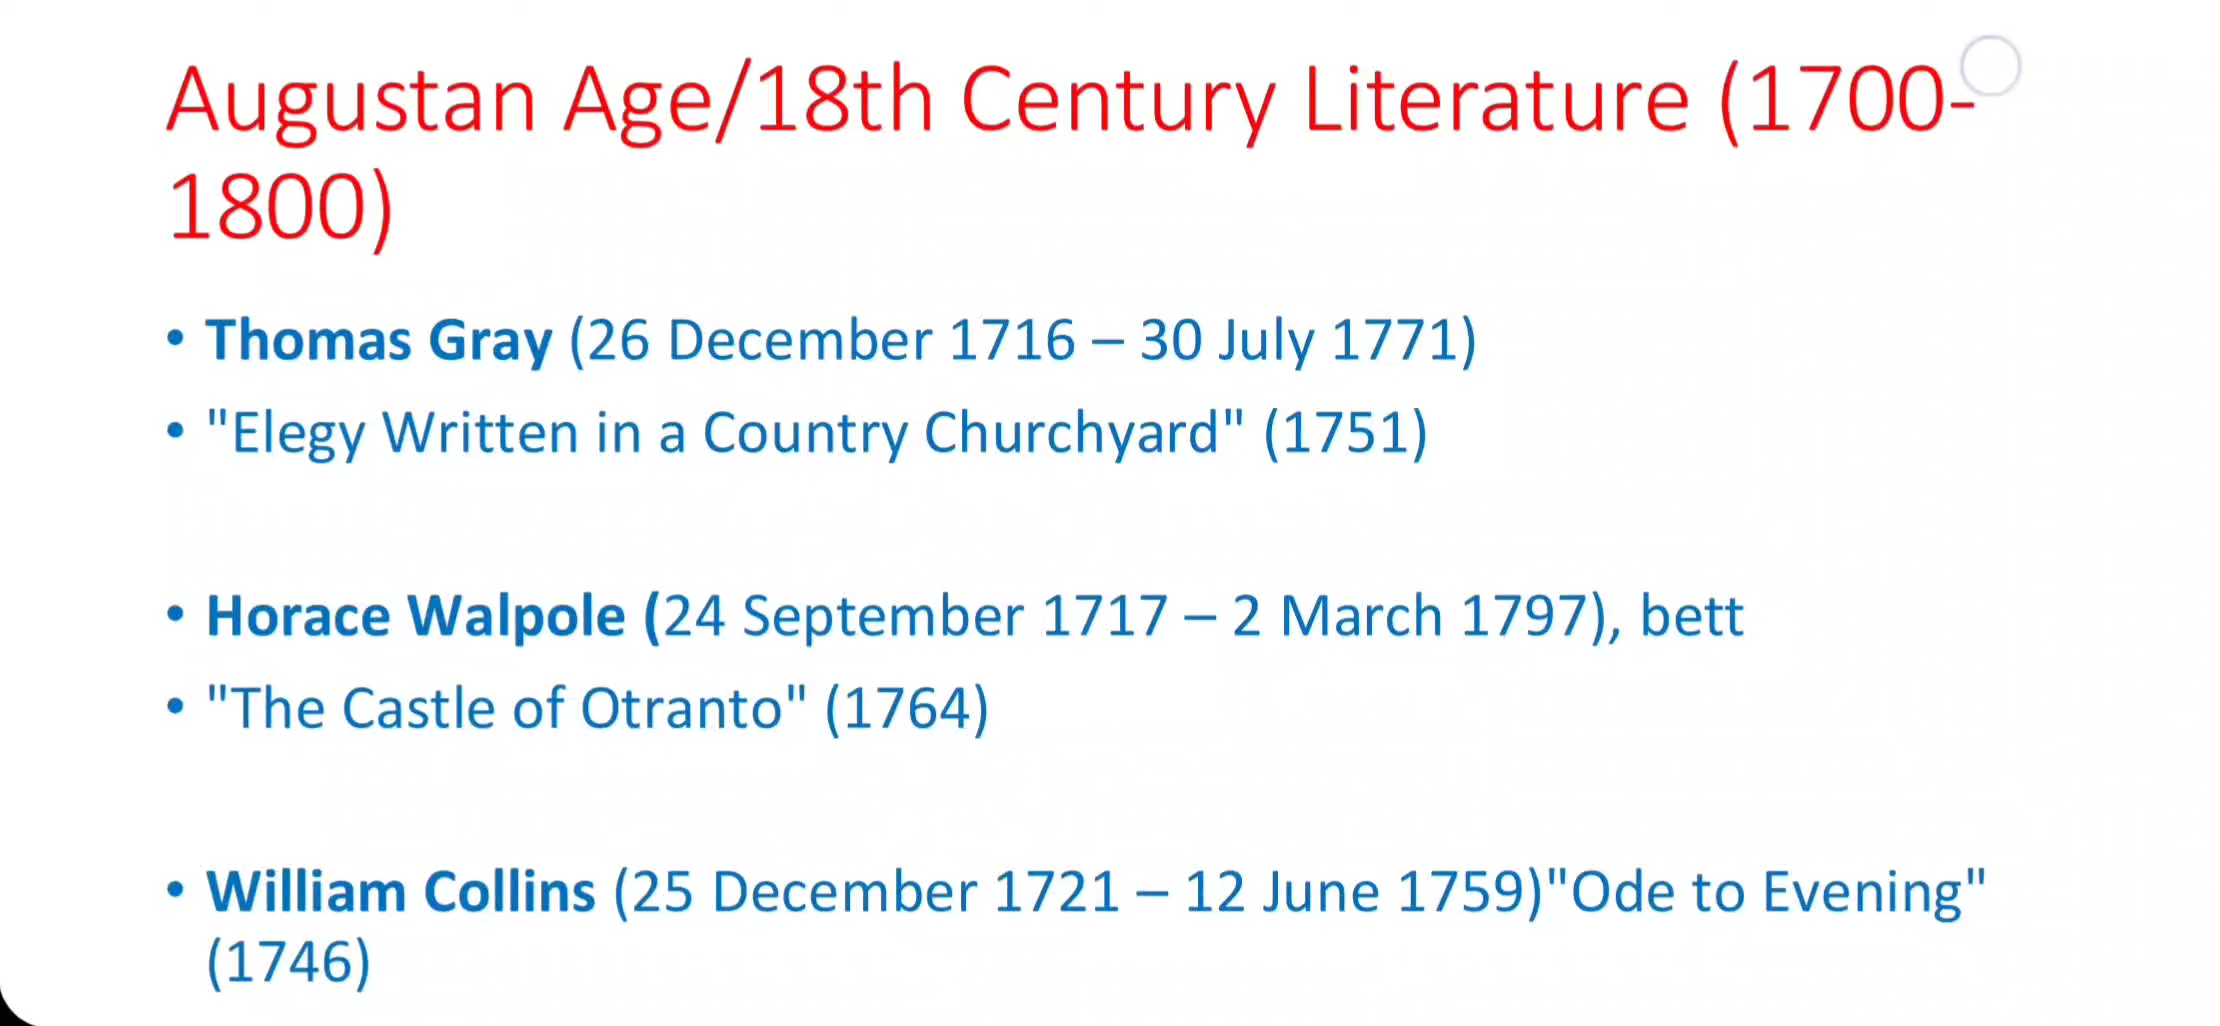 Augustan Age/18th Century Literature (1700-
1800)
• Thomas Gray (26 December 1716 – 30 July 1771)
• "Elegy Written in a Country Churchyard" (1751)
• Horace Walpole (24 September 1717 – 2 March 1797), bett
• "The Castle of Otranto" (1764)
• William Collins (25 December 1721 – 12 June 1759)"Ode to Evening"
(1746)